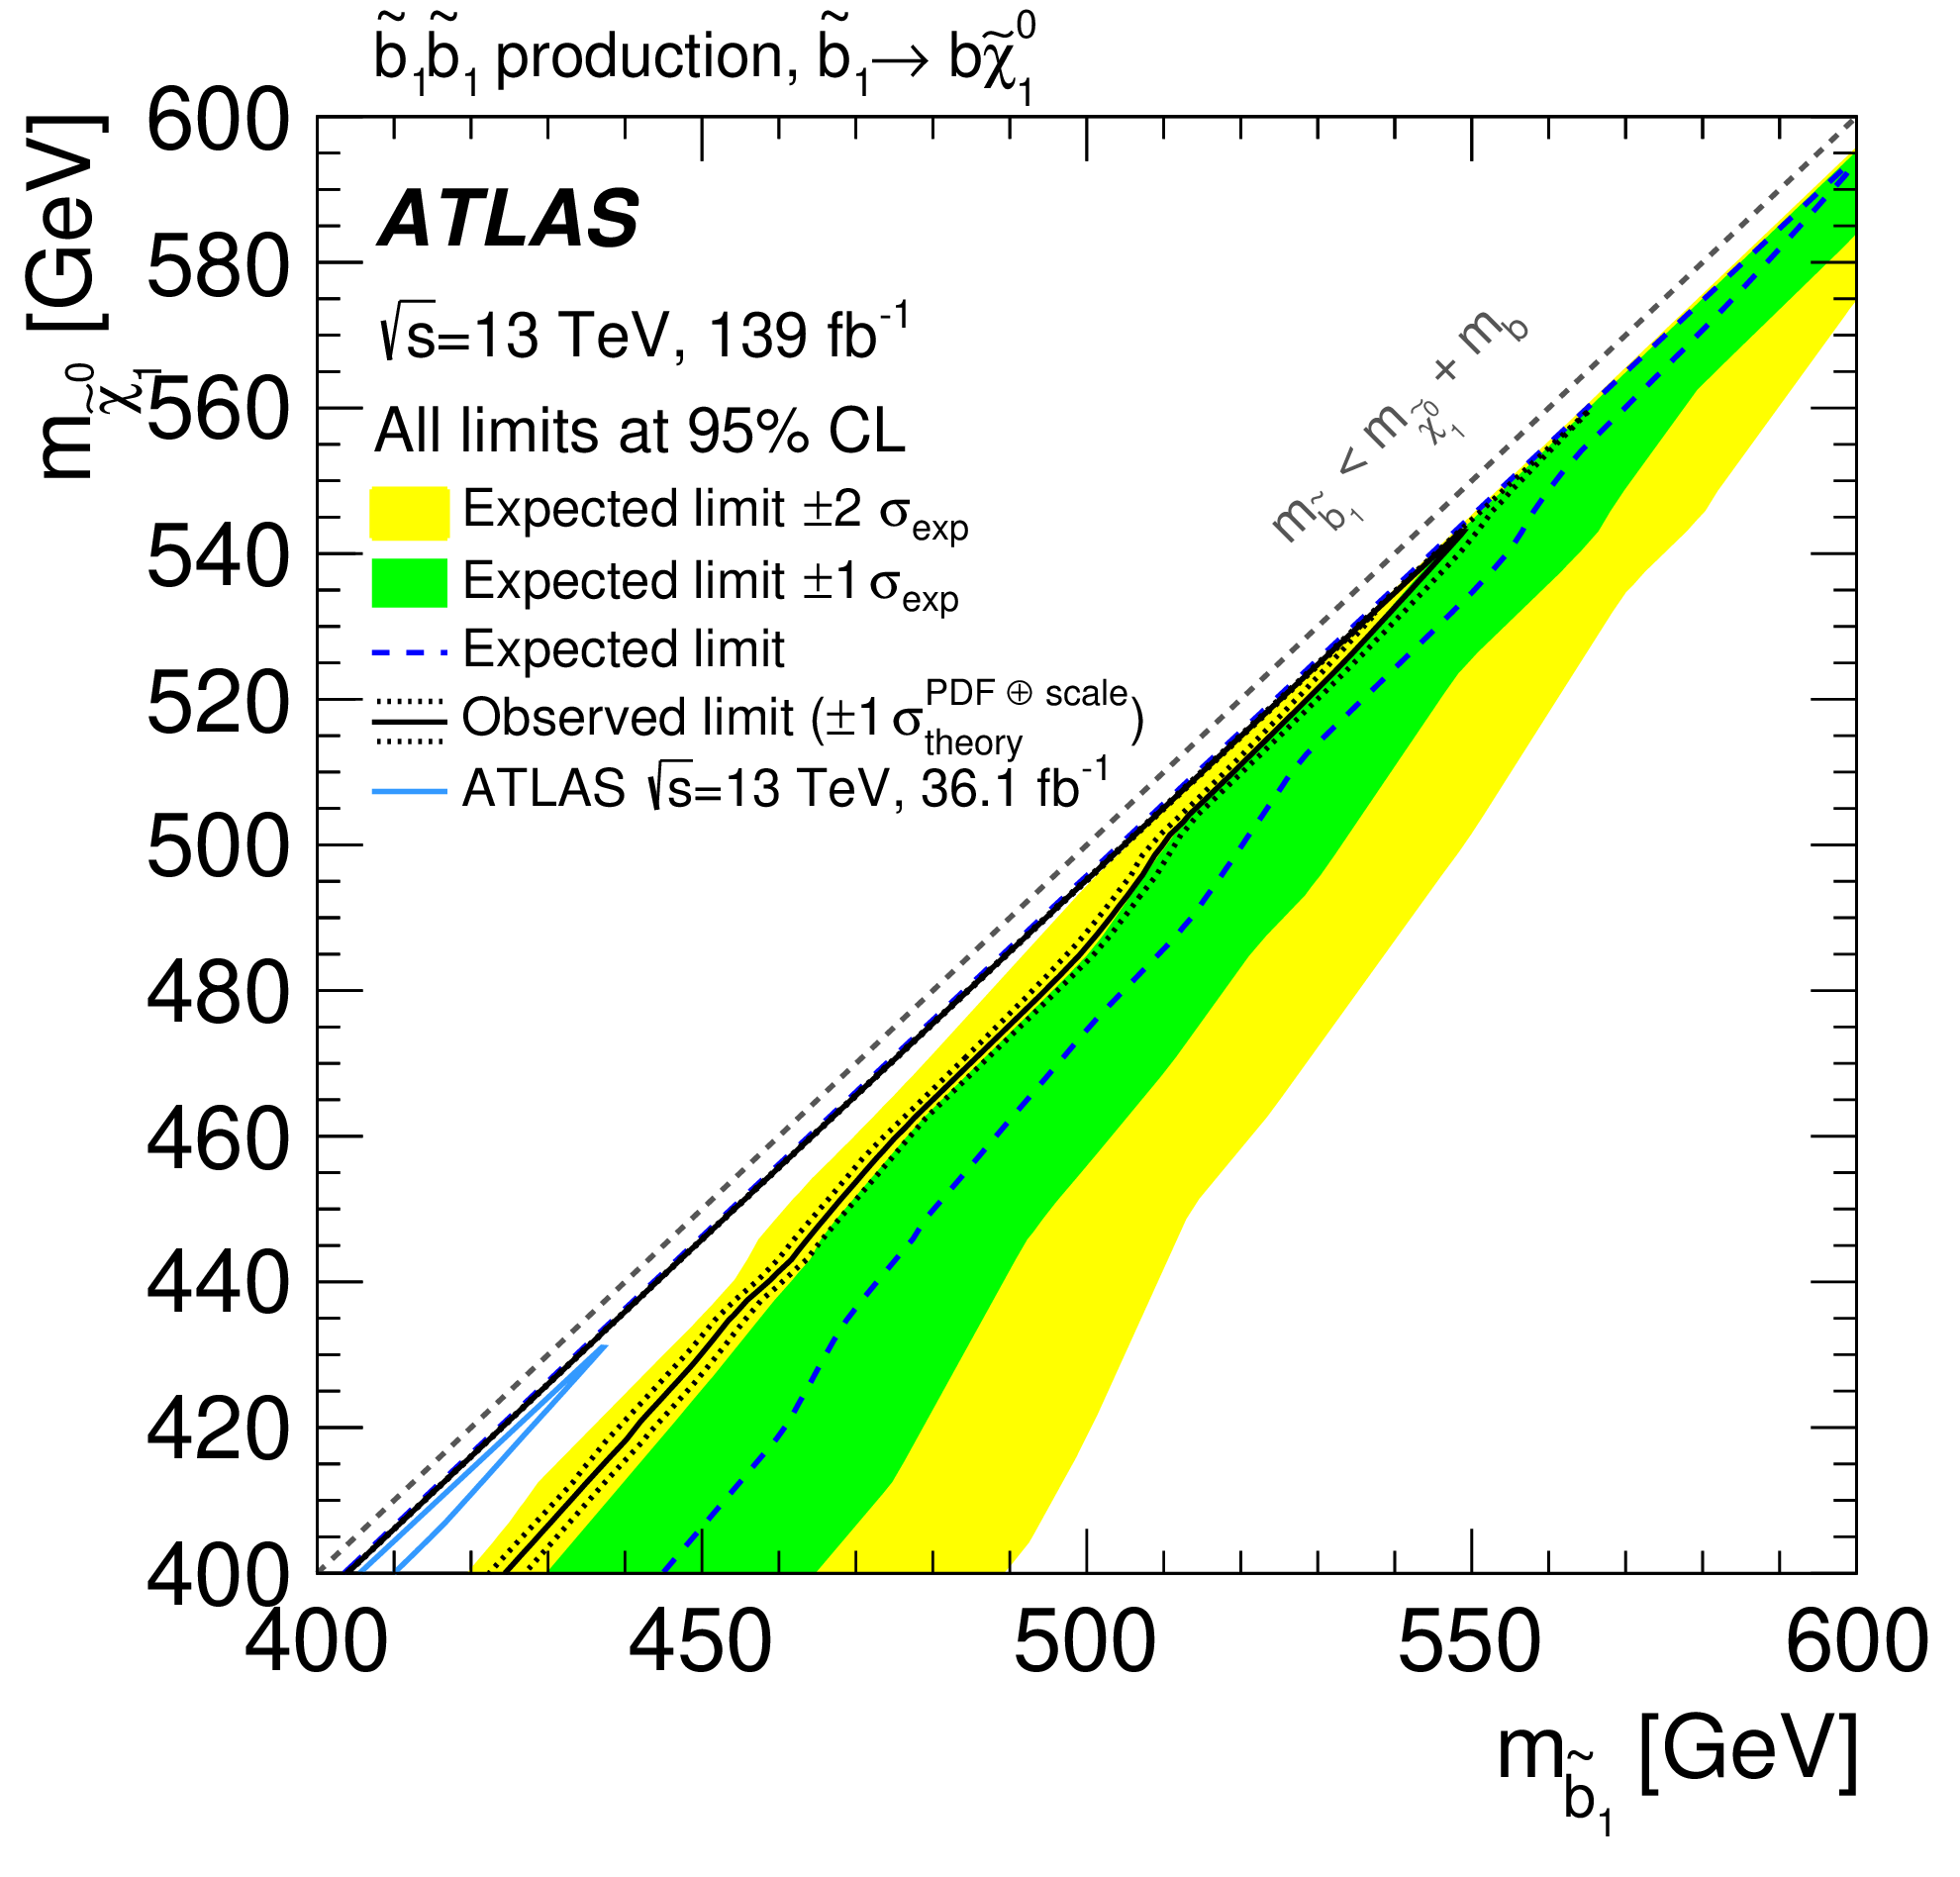 b̃₁b̃₁ production, b̃₁→ bχ̃₁⁰
m_χ̃₁⁰ [GeV]
600
580
560
540
520
500
480
460
440
420
400
ATLAS
√s=13 TeV, 139 fb⁻¹
All limits at 95% CL
Expected limit ±2 σ_exp
Expected limit ±1 σ_exp
Expected limit
Observed limit (±1 σ_theory^PDF ⊕ scale)
ATLAS √s=13 TeV, 36.1 fb⁻¹
m_b̃₁ < m_χ̃₁⁰ + m_b
400 450 500 550 600
m_b̃₁ [GeV]